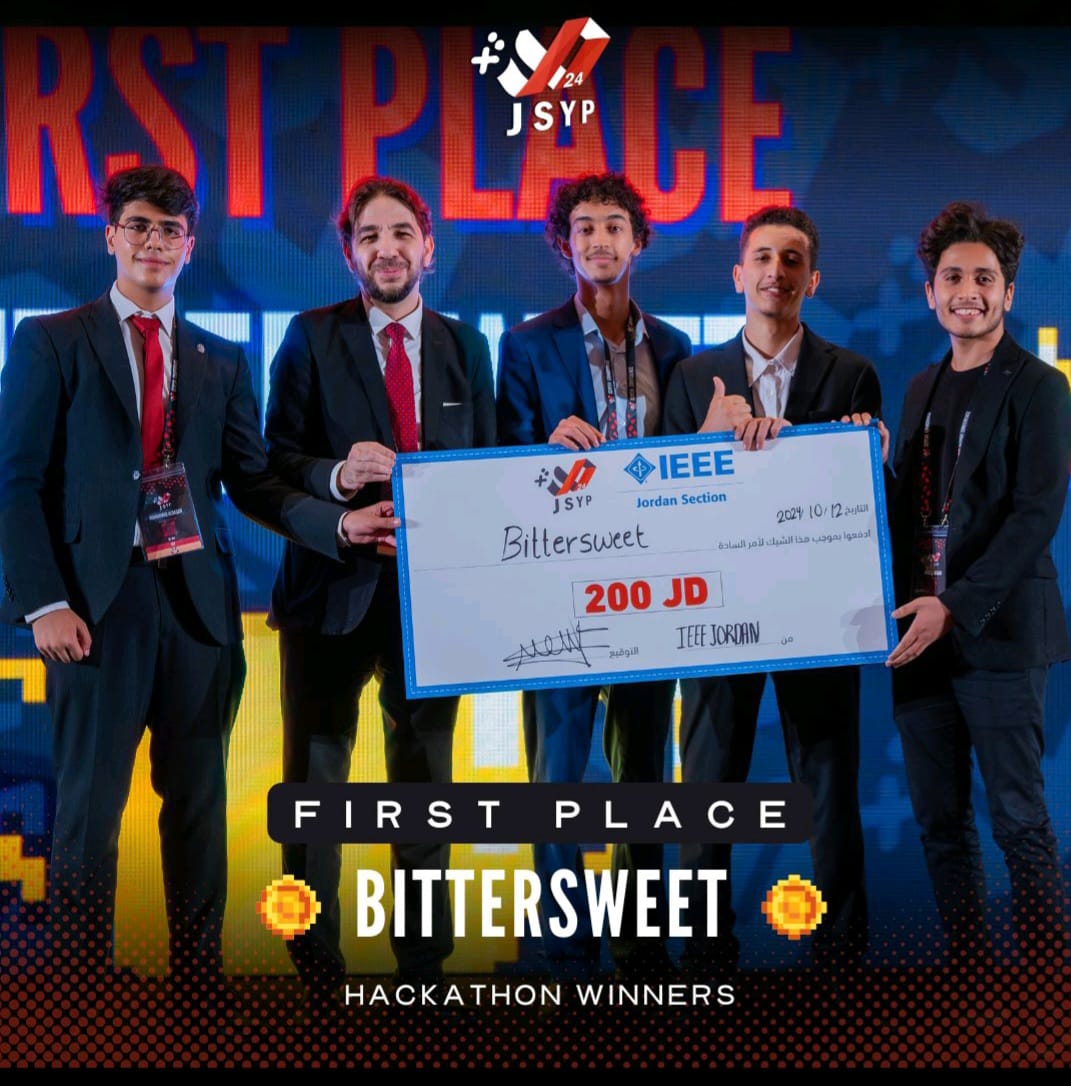 RST PLACE
24
JSYP
JSYP
IEEE
Jordan Section
التاريخ 2024/10/12
Bittersweet ادفعوا بموجب هذا الشيك لأمر السادة
200 JD
من IEEE JORDAN التوقيع
JSYP
FIRST PLACE
BITTERSWEET
HACKATHON WINNERS